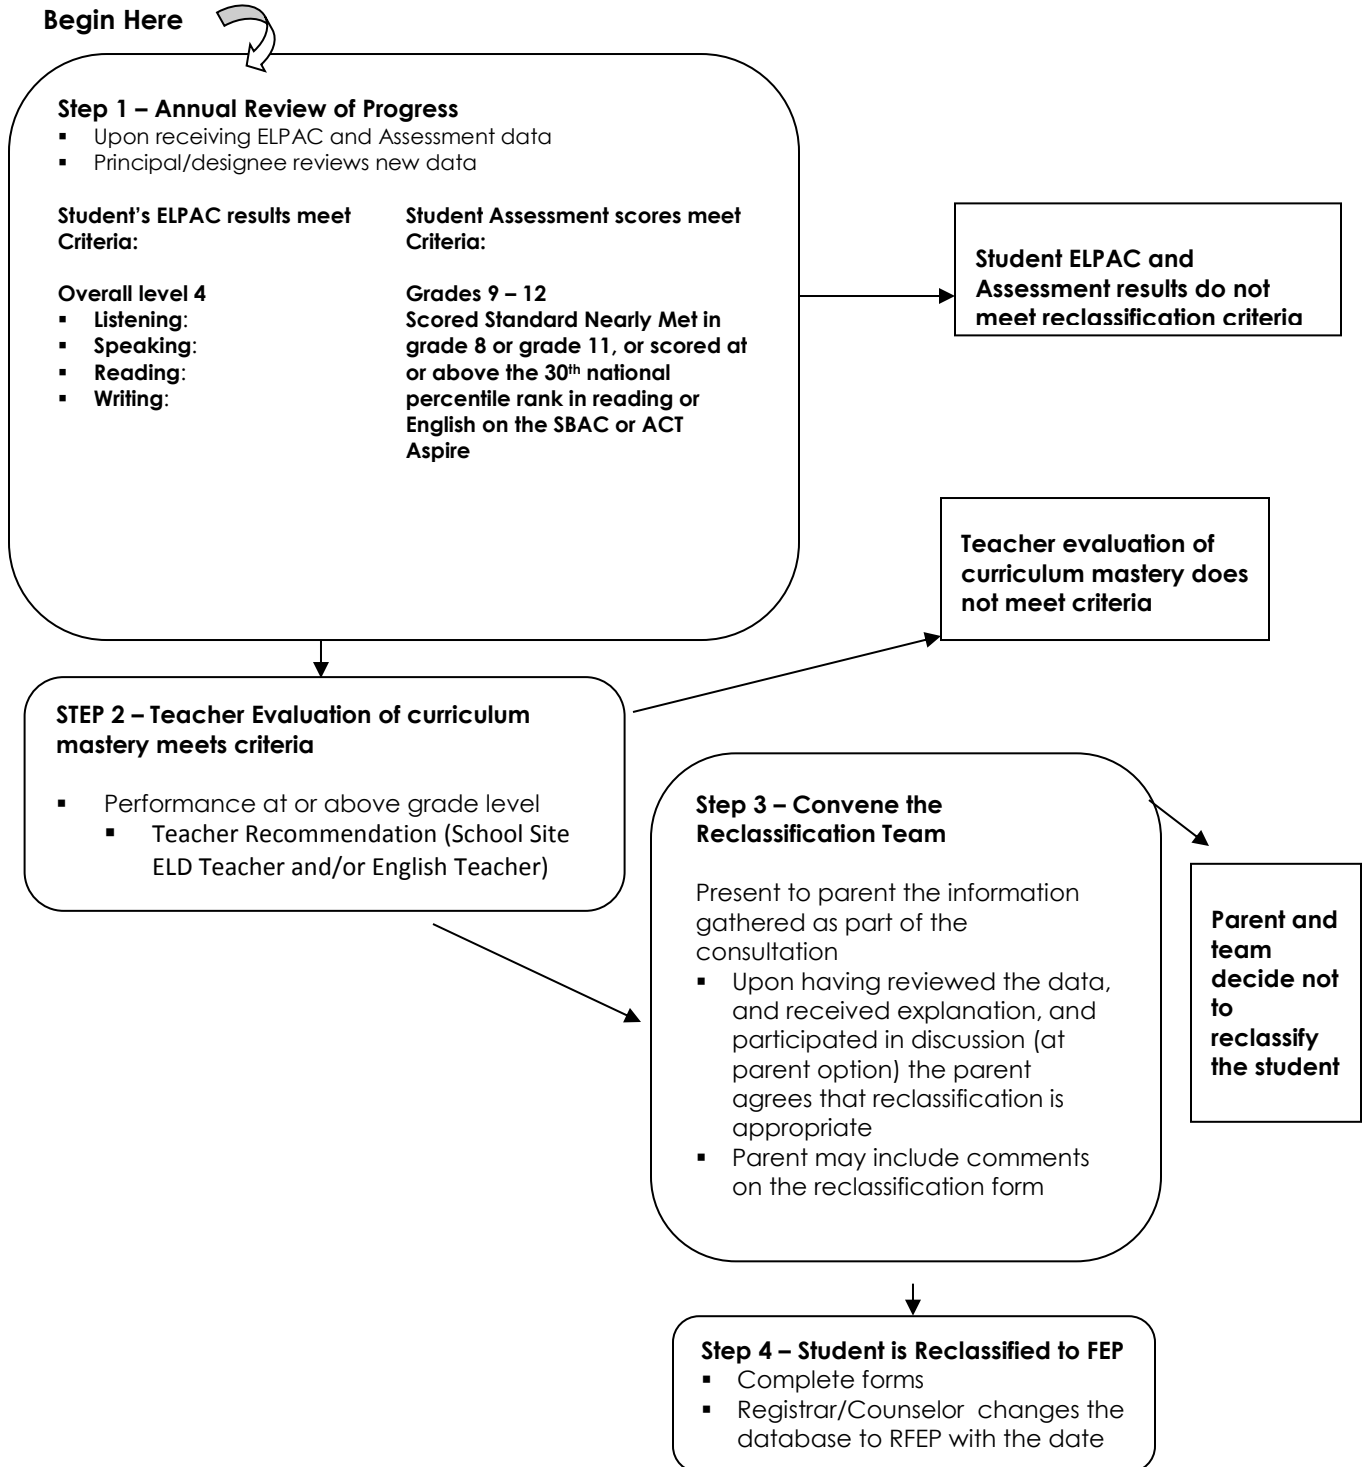 Begin Here
Step 1 – Annual Review of Progress
▪ Upon receiving ELPAC and Assessment data
▪ Principal/designee reviews new data
Student’s ELPAC results meet
Criteria:
Overall level 4
▪ Listening:
▪ Speaking:
▪ Reading:
▪ Writing:
Student Assessment scores meet
Criteria:
Grades 9 – 12
Scored Standard Nearly Met in
grade 8 or grade 11, or scored at
or above the 30th national
percentile rank in reading or
English on the SBAC or ACT
Aspire
Student ELPAC and
Assessment results do not
meet reclassification criteria
Teacher evaluation of
curriculum mastery does
not meet criteria
STEP 2 – Teacher Evaluation of curriculum
mastery meets criteria
▪ Performance at or above grade level
▪ Teacher Recommendation (School Site
ELD Teacher and/or English Teacher)
Step 3 – Convene the
Reclassification Team
Present to parent the information
gathered as part of the
consultation
▪ Upon having reviewed the data,
and received explanation, and
participated in discussion (at
parent option) the parent
agrees that reclassification is
appropriate
▪ Parent may include comments
on the reclassification form
Parent and
team
decide not
to
reclassify
the student
Step 4 – Student is Reclassified to FEP
▪ Complete forms
▪ Registrar/Counselor changes the
database to RFEP with the date